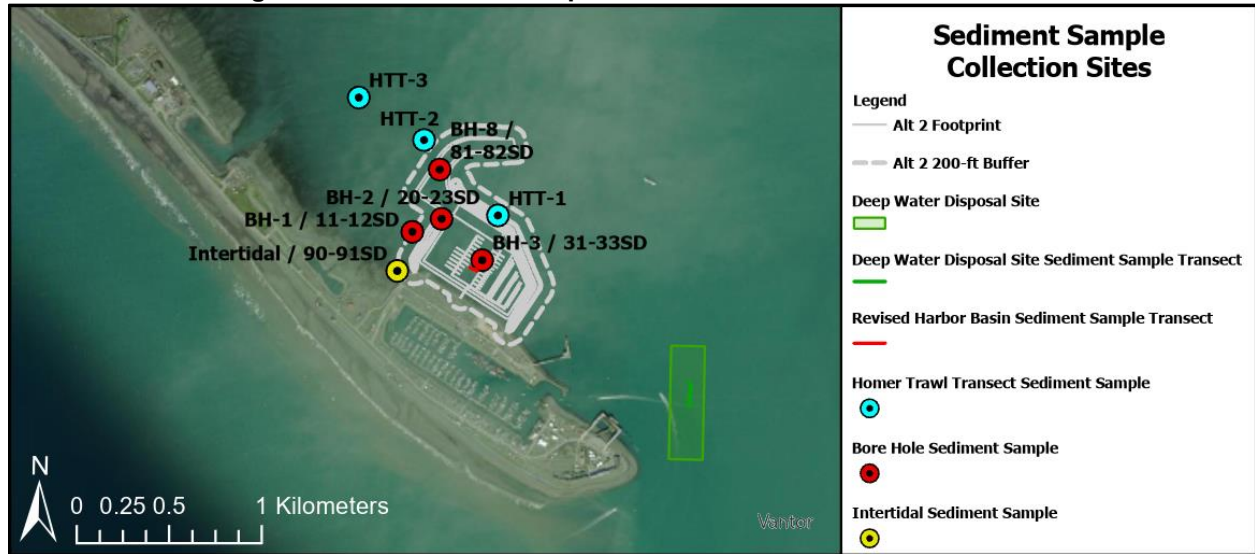 HTT-3
HTT-2
BH-8 /
81-82SD
BH-2 / 20-23SD
HTT-1
BH-1 / 11-12SD
BH-3 / 31-33SD
Intertidal / 90-91SD
N
0 0.25 0.5 1 Kilometers
Vantor
Sediment Sample
Collection Sites
Legend
Alt 2 Footprint
Alt 2 200-ft Buffer
Deep Water Disposal Site
Deep Water Disposal Site Sediment Sample Transect
Revised Harbor Basin Sediment Sample Transect
Homer Trawl Transect Sediment Sample
Bore Hole Sediment Sample
Intertidal Sediment Sample